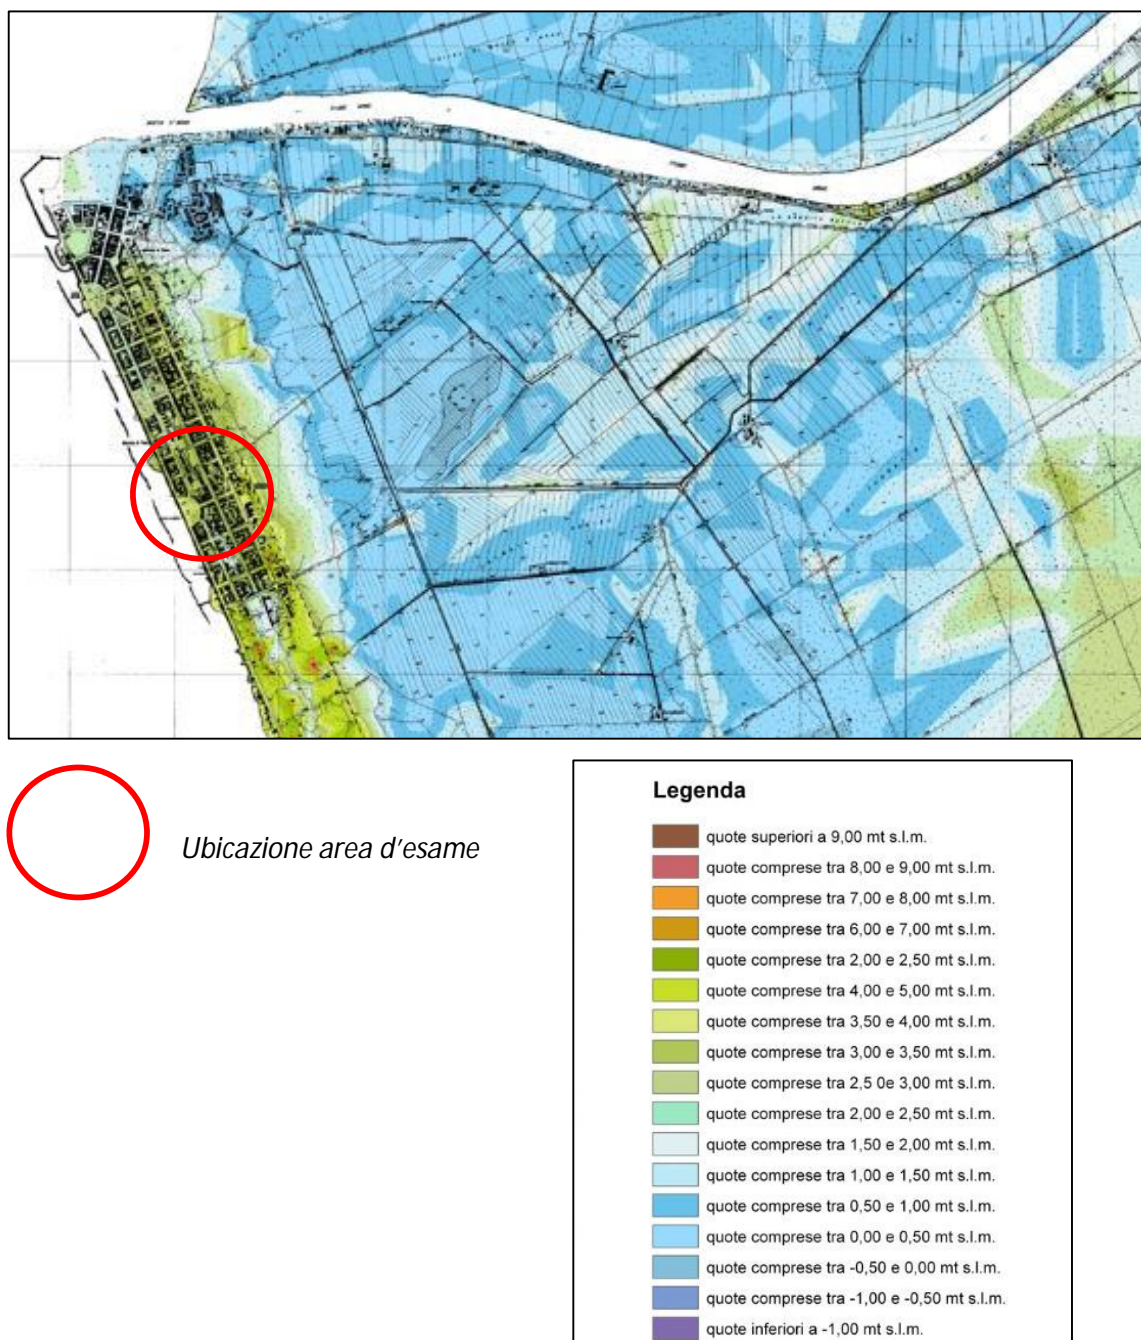 Ubicazione area d'esame
Legenda
quote superiori a 9,00 mt s.l.m.
quote comprese tra 8,00 e 9,00 mt s.l.m.
quote comprese tra 7,00 e 8,00 mt s.l.m.
quote comprese tra 6,00 e 7,00 mt s.l.m.
quote comprese tra 2,00 e 2,50 mt s.l.m.
quote comprese tra 4,00 e 5,00 mt s.l.m.
quote comprese tra 3,50 e 4,00 mt s.l.m.
quote comprese tra 3,00 e 3,50 mt s.l.m.
quote comprese tra 2,5 0e 3,00 mt s.l.m.
quote comprese tra 2,00 e 2,50 mt s.l.m.
quote comprese tra 1,50 e 2,00 mt s.l.m.
quote comprese tra 1,00 e 1,50 mt s.l.m.
quote comprese tra 0,50 e 1,00 mt s.l.m.
quote comprese tra 0,00 e 0,50 mt s.l.m.
quote comprese tra -0,50 e 0,00 mt s.l.m.
quote comprese tra -1,00 e -0,50 mt s.l.m.
quote inferiori a -1,00 mt s.l.m.